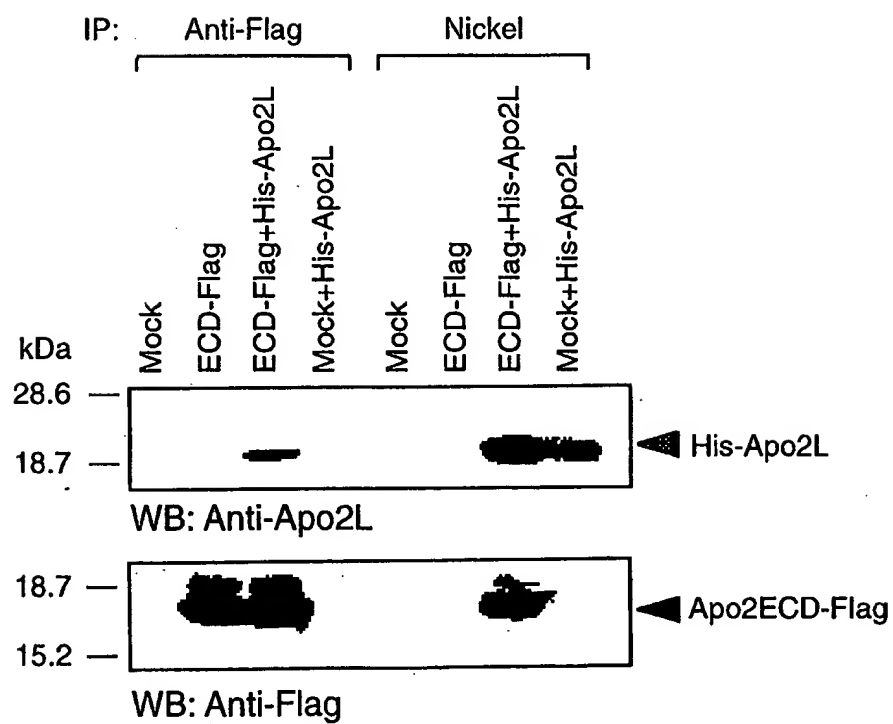 IP: Anti-Flag Nickel
Mock
ECD-Flag
ECD-Flag+His-Apo2L
Mock+His-Apo2L
Mock
ECD-Flag
ECD-Flag+His-Apo2L
Mock+His-Apo2L
kDa
28.6
18.7
His-Apo2L
WB: Anti-Apo2L
18.7
Apo2ECD-Flag
15.2
WB: Anti-Flag